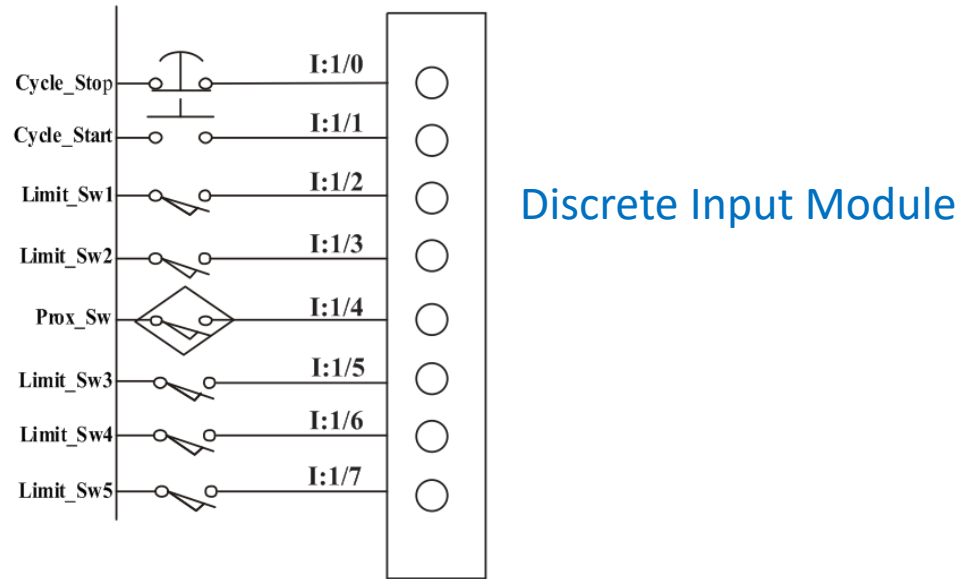 Cycle_Stop I:1/0
Cycle_Start I:1/1
Limit_Sw1 I:1/2
Discrete Input Module
Limit_Sw2 I:1/3
Prox_Sw I:1/4
Limit_Sw3 I:1/5
Limit_Sw4 I:1/6
Limit_Sw5 I:1/7